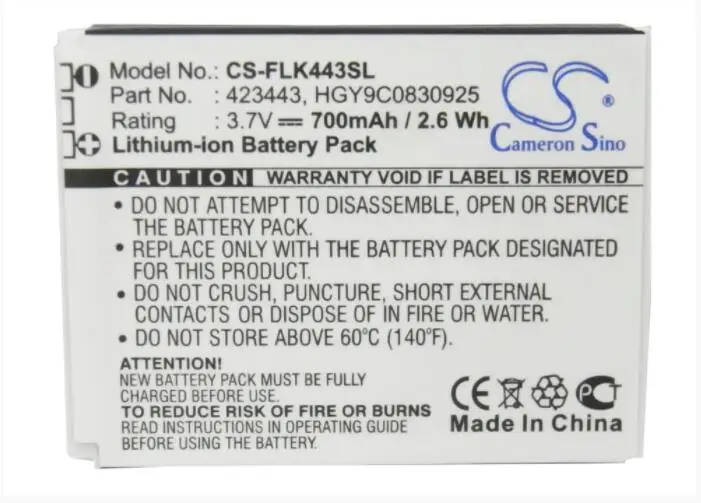 Model No.: CS-FLK443SL
Part No. : 423443, HGY9C0830925
Rating : 3.7V 700mAh / 2.6 Wh
Lithium-ion Battery Pack
CS
®
Cameron Sino
CAUTION WARRANTY VOID IF LABEL IS REMOVED
• DO NOT ATTEMPT TO DISASSEMBLE, OPEN OR SERVICE
THE BATTERY PACK.
• REPLACE ONLY WITH THE BATTERY PACK DESIGNATED
FOR THIS PRODUCT.
• DO NOT CRUSH, PUNCTURE, SHORT EXTERNAL
CONTACTS OR DISPOSE OF IN FIRE OR WATER.
• DO NOT STORE ABOVE 60°C (140°F).
ATTENTION:
NEW BATTERY PACK MUST BE FULLY
CHARGED BEFORE USE.
TO REDUCE RISK OF FIRE OR BURNS
READ INSTRUCTIONS IN OPERATING GUIDE
BEFORE USING THE BATTERY PACK.
CE PCT
Made In China